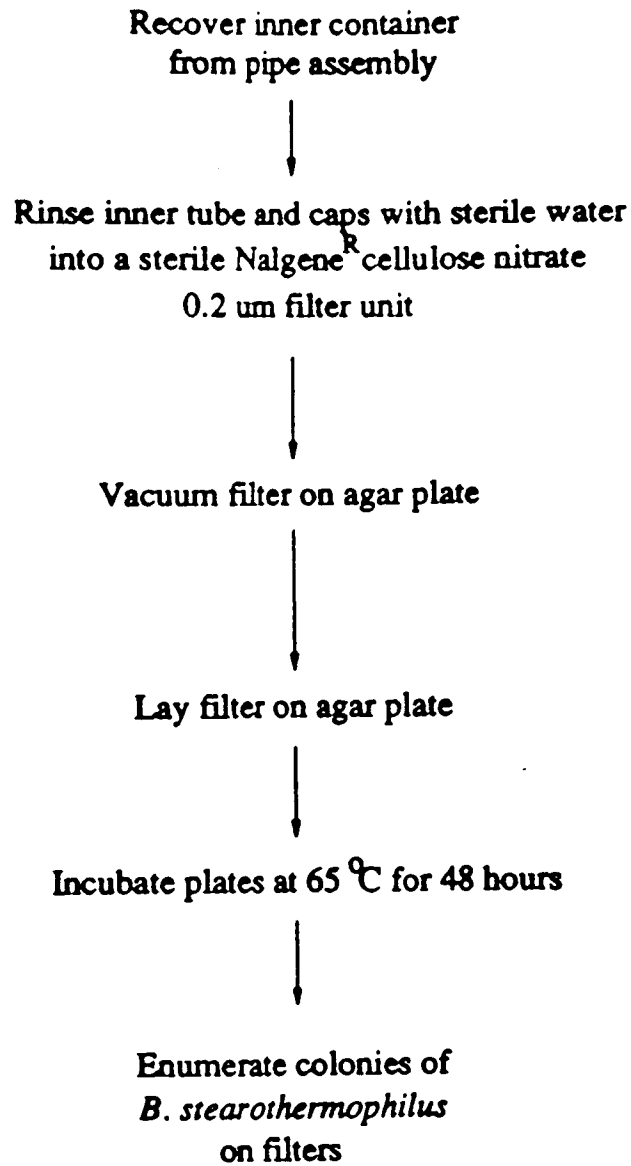 Recover inner container
from pipe assembly
Rinse inner tube and caps with sterile water
into a sterile Nalgene R cellulose nitrate
0.2 um filter unit
Vacuum filter on agar plate
Lay filter on agar plate
Incubate plates at 65 °C for 48 hours
Enumerate colonies of
B. stearothermophilus
on filters